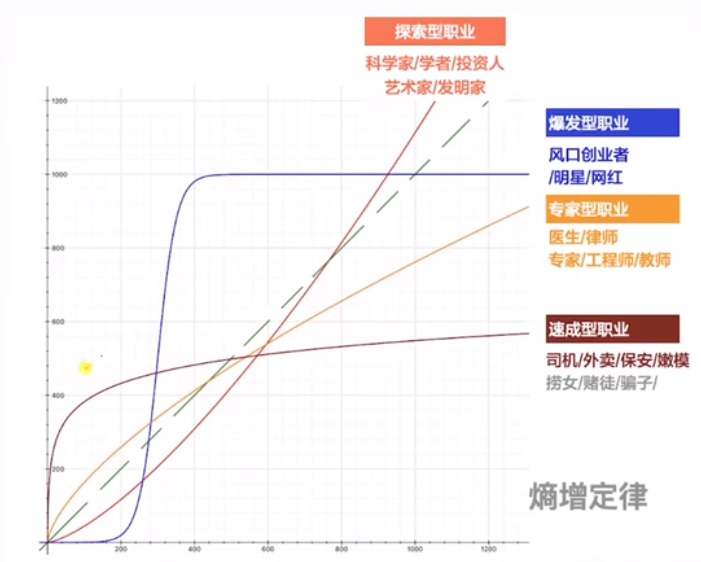 探索型职业
科学家/学者/投资人
艺术家/发明家
爆发型职业
风口创业者
/明星/网红
专家型职业
医生/律师
专家/工程师/教师
速成型职业
司机/外卖/保安/嫩模
捞女/赌徒/骗子/
熵增定律
1200
1000
800
600
400
200
200
400
600
800
1000
1200